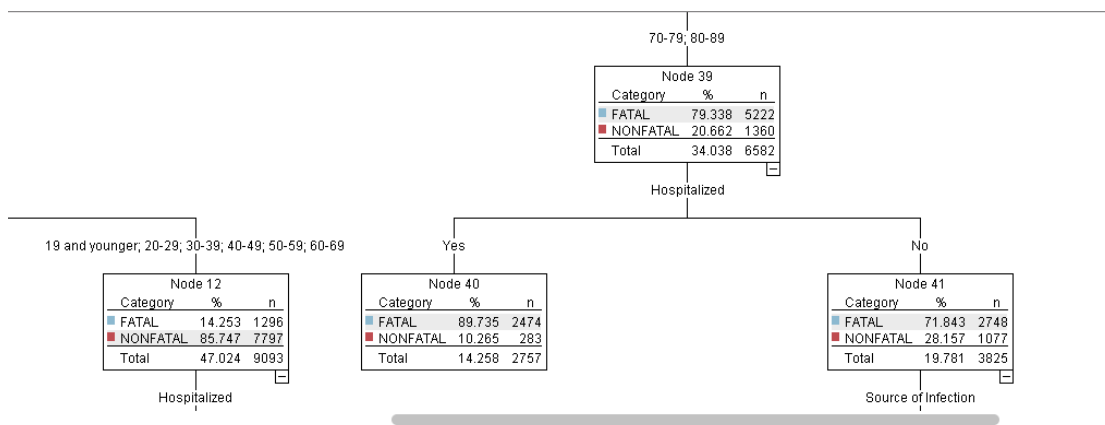 70-79; 80-89
Node 39
Category % n
FATAL 79.338 5222
NONFATAL 20.662 1360
Total 34.038 6582
Hospitalized
19 and younger; 20-29; 30-39; 40-49; 50-59; 60-69
Yes
No
Node 12
Category % n
FATAL 14.253 1296
NONFATAL 85.747 7797
Total 47.024 9093
Hospitalized
Node 40
Category % n
FATAL 89.735 2474
NONFATAL 10.265 283
Total 14.258 2757
Node 41
Category % n
FATAL 71.843 2748
NONFATAL 28.157 1077
Total 19.781 3825
Source of Infection